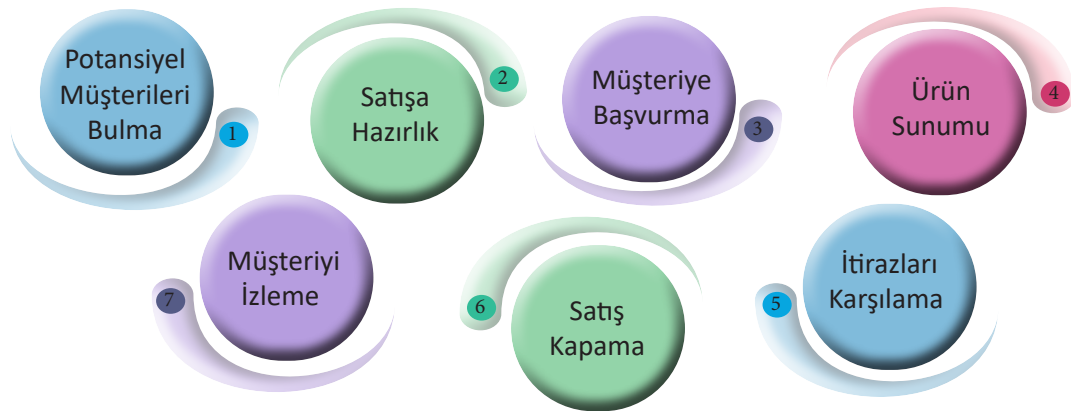 Potansiyel
Müşterileri
Bulma
1
Satışa
Hazırlık
2
Müşteriye
Başvurma
3
Ürün
Sunumu
4
İtirazları
Karşılama
5
Satış
Kapama
6
Müşteriyi
İzleme
7